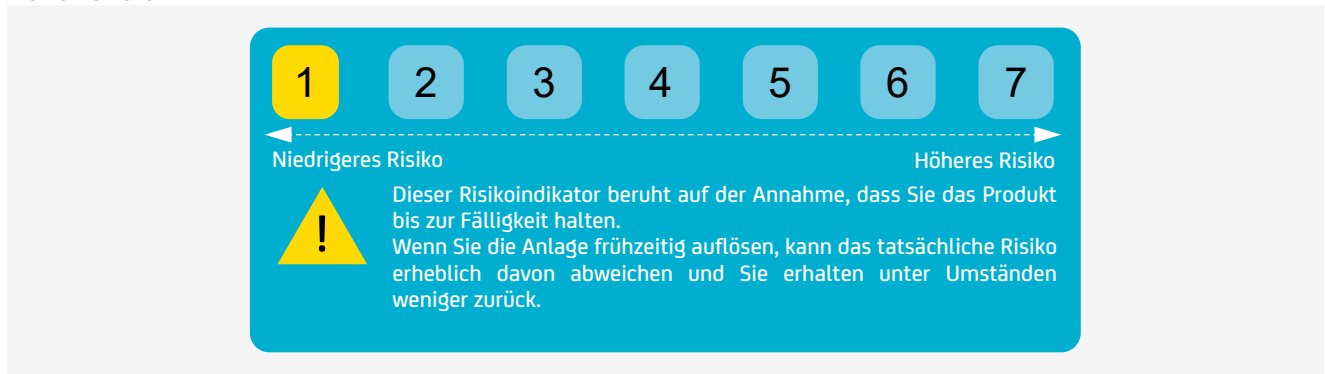 1 2 3 4 5 6 7
Niedrigeres Risiko Höheres Risiko
!
Dieser Risikoindikator beruht auf der Annahme, dass Sie das Produkt
bis zur Fälligkeit halten.
Wenn Sie die Anlage frühzeitig auflösen, kann das tatsächliche Risiko
erheblich davon abweichen und Sie erhalten unter Umständen
weniger zurück.